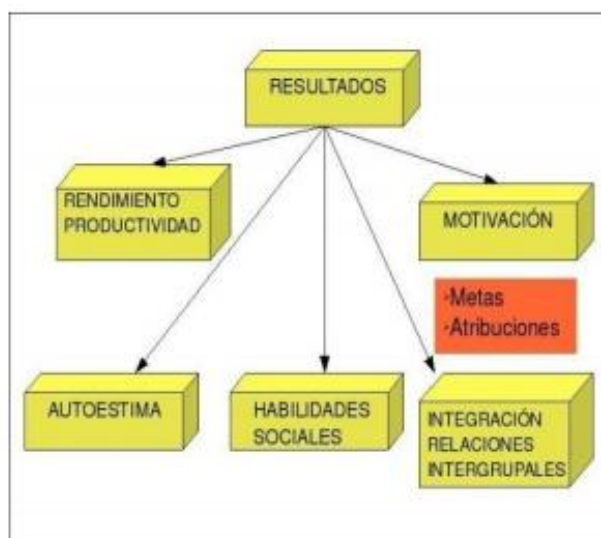 RESULTADOS
RENDIMIENTO
PRODUCTIVIDAD
MOTIVACIÓN
Metas
Atribuciones
AUTOESTIMA
HABILIDADES
SOCIALES
INTEGRACIÓN
RELACIONES
INTERGRUPALES